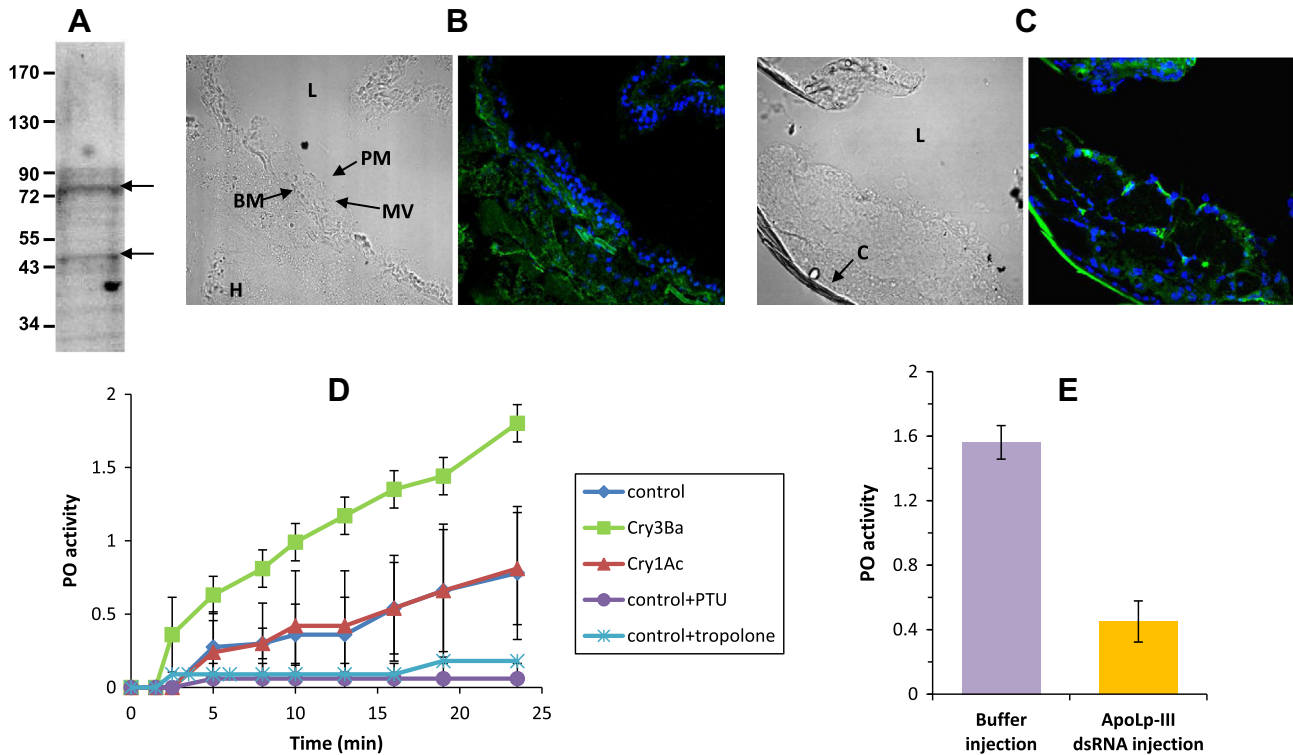 A
B
C
170
130
90
72
55
43
34
L
PM
BM
MV
H
L
C
D
PO activity
2
1.5
1
0.5
0
0
5
10
15
20
25
Time (min)
control
Cry3Ba
Cry1Ac
control+PTU
control+tropolone
E
PO activity
2
1.6
1.2
0.8
0.4
0
Buffer
injection
ApoLp-III
dsRNA injection